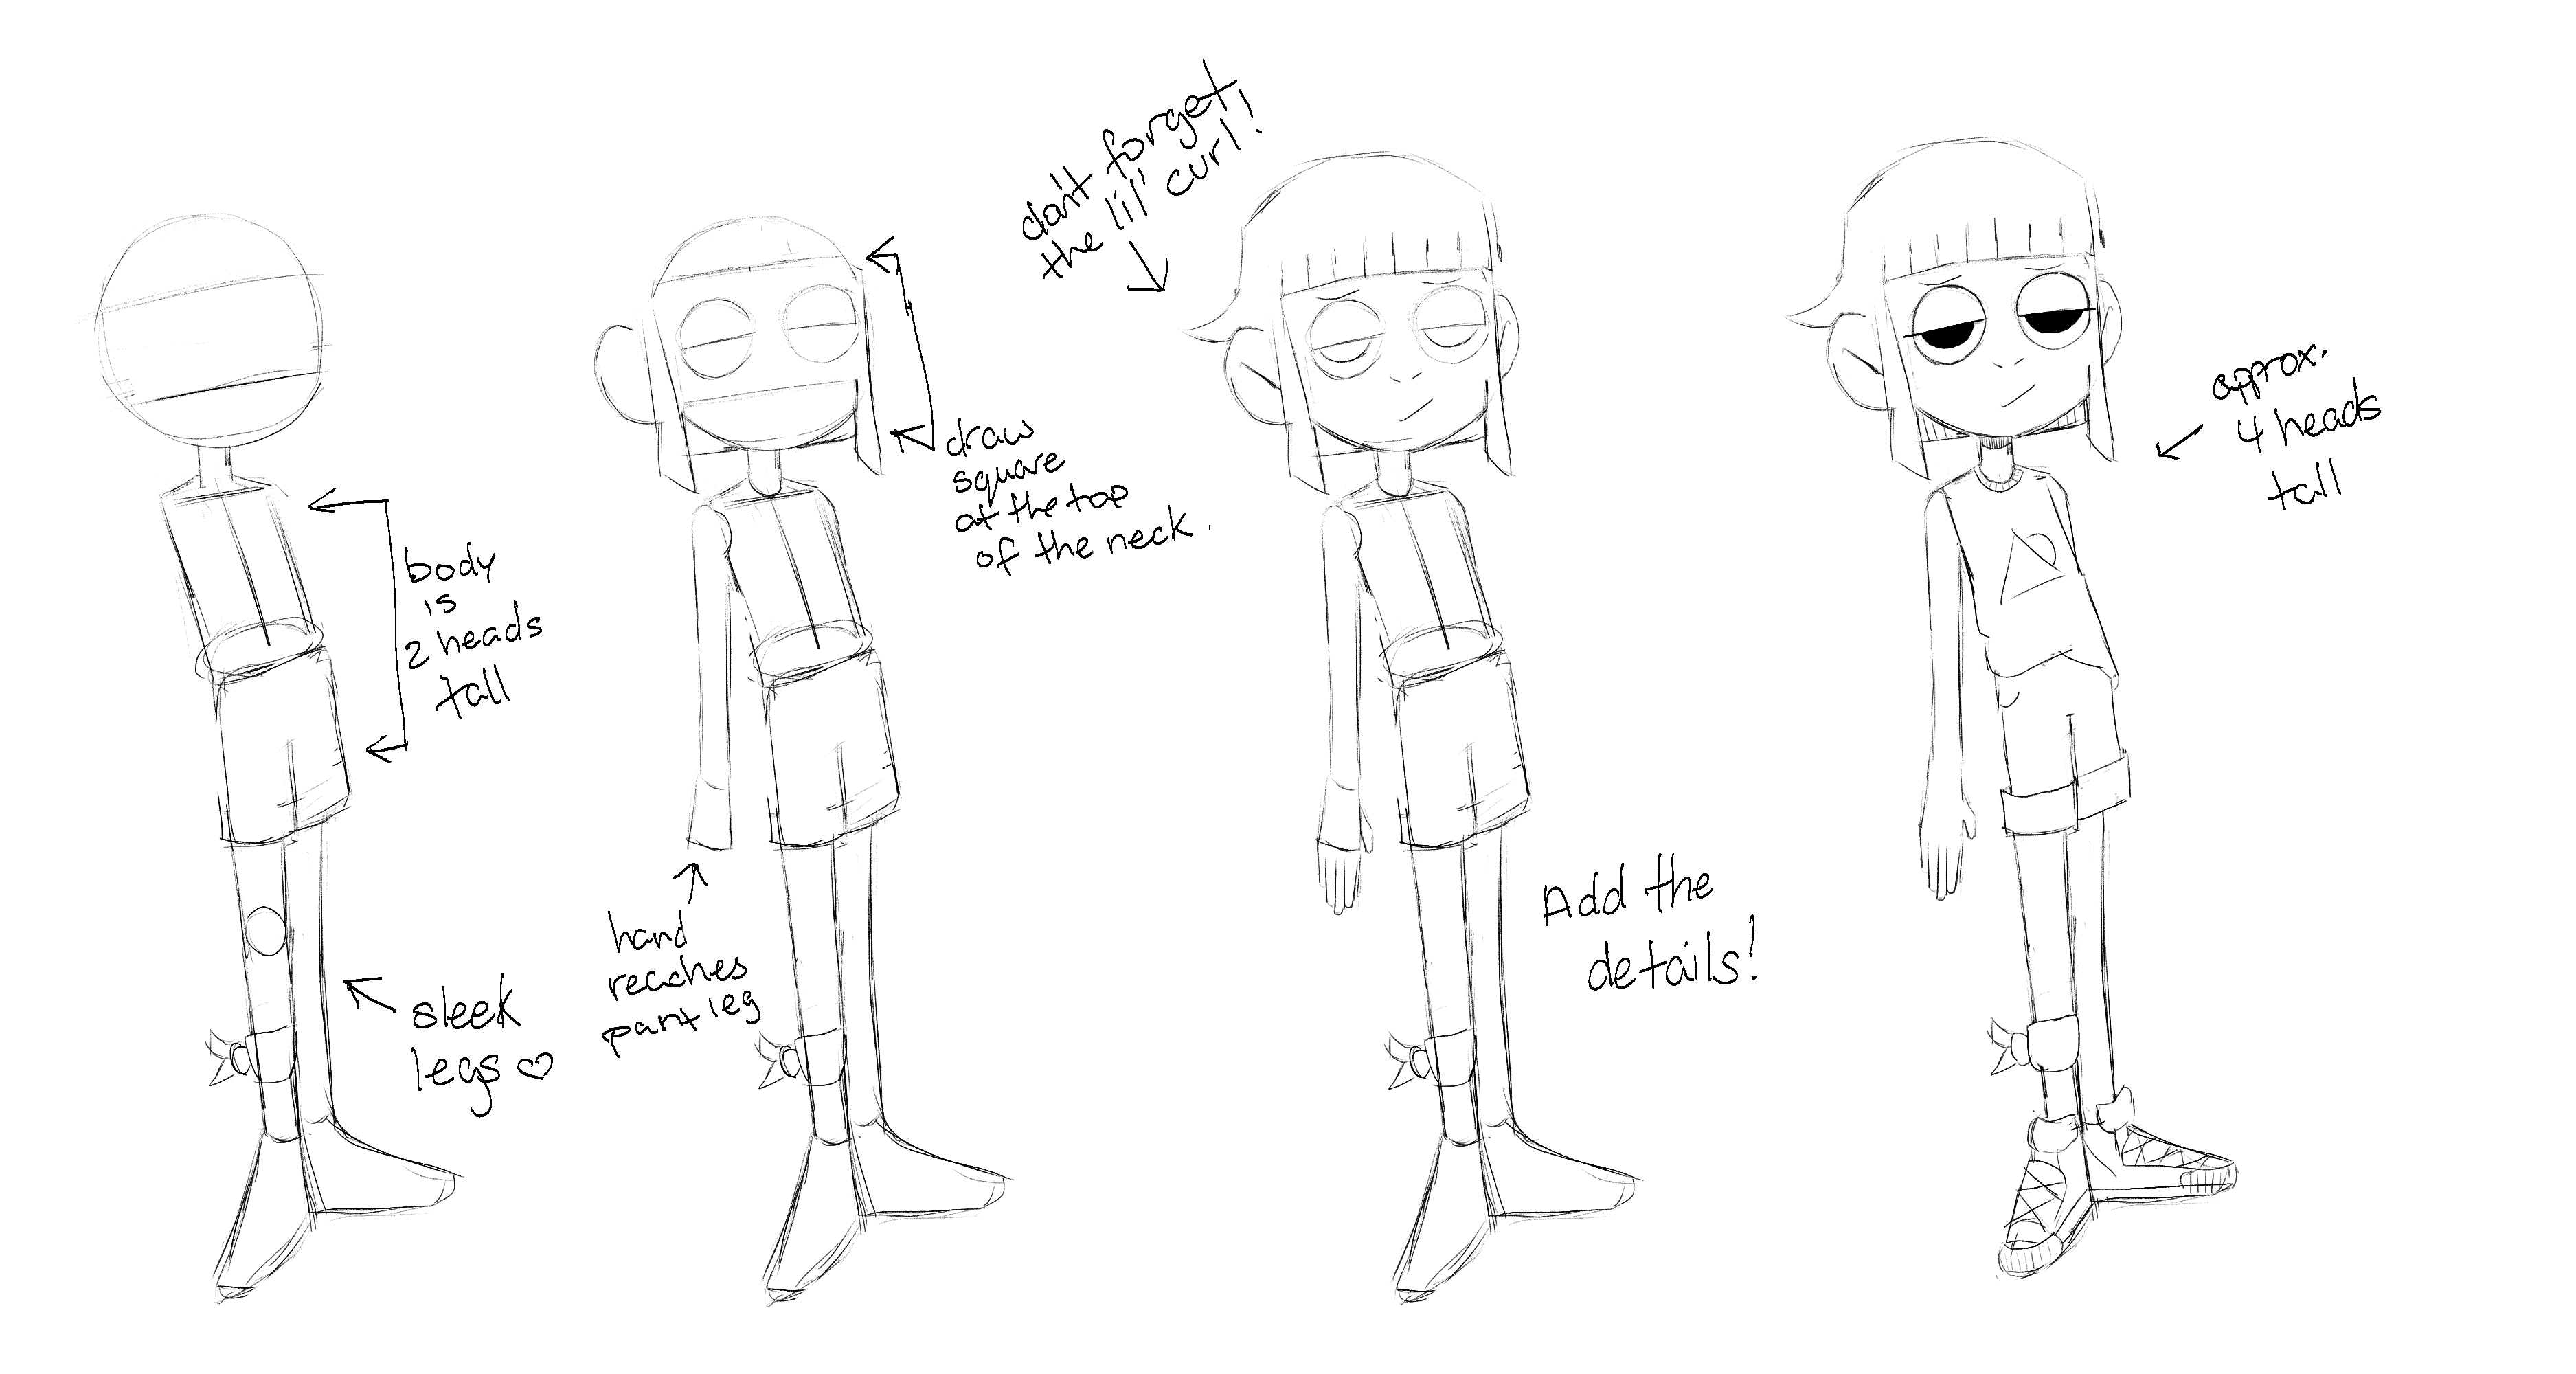 body
is
2 heads
tall
sleek
legs ♡
draw
square
at the top
of the neck.
hand
reaches
pant leg
don't forget
the lil' curl!
Add the
details!
approx.
4 heads
tall